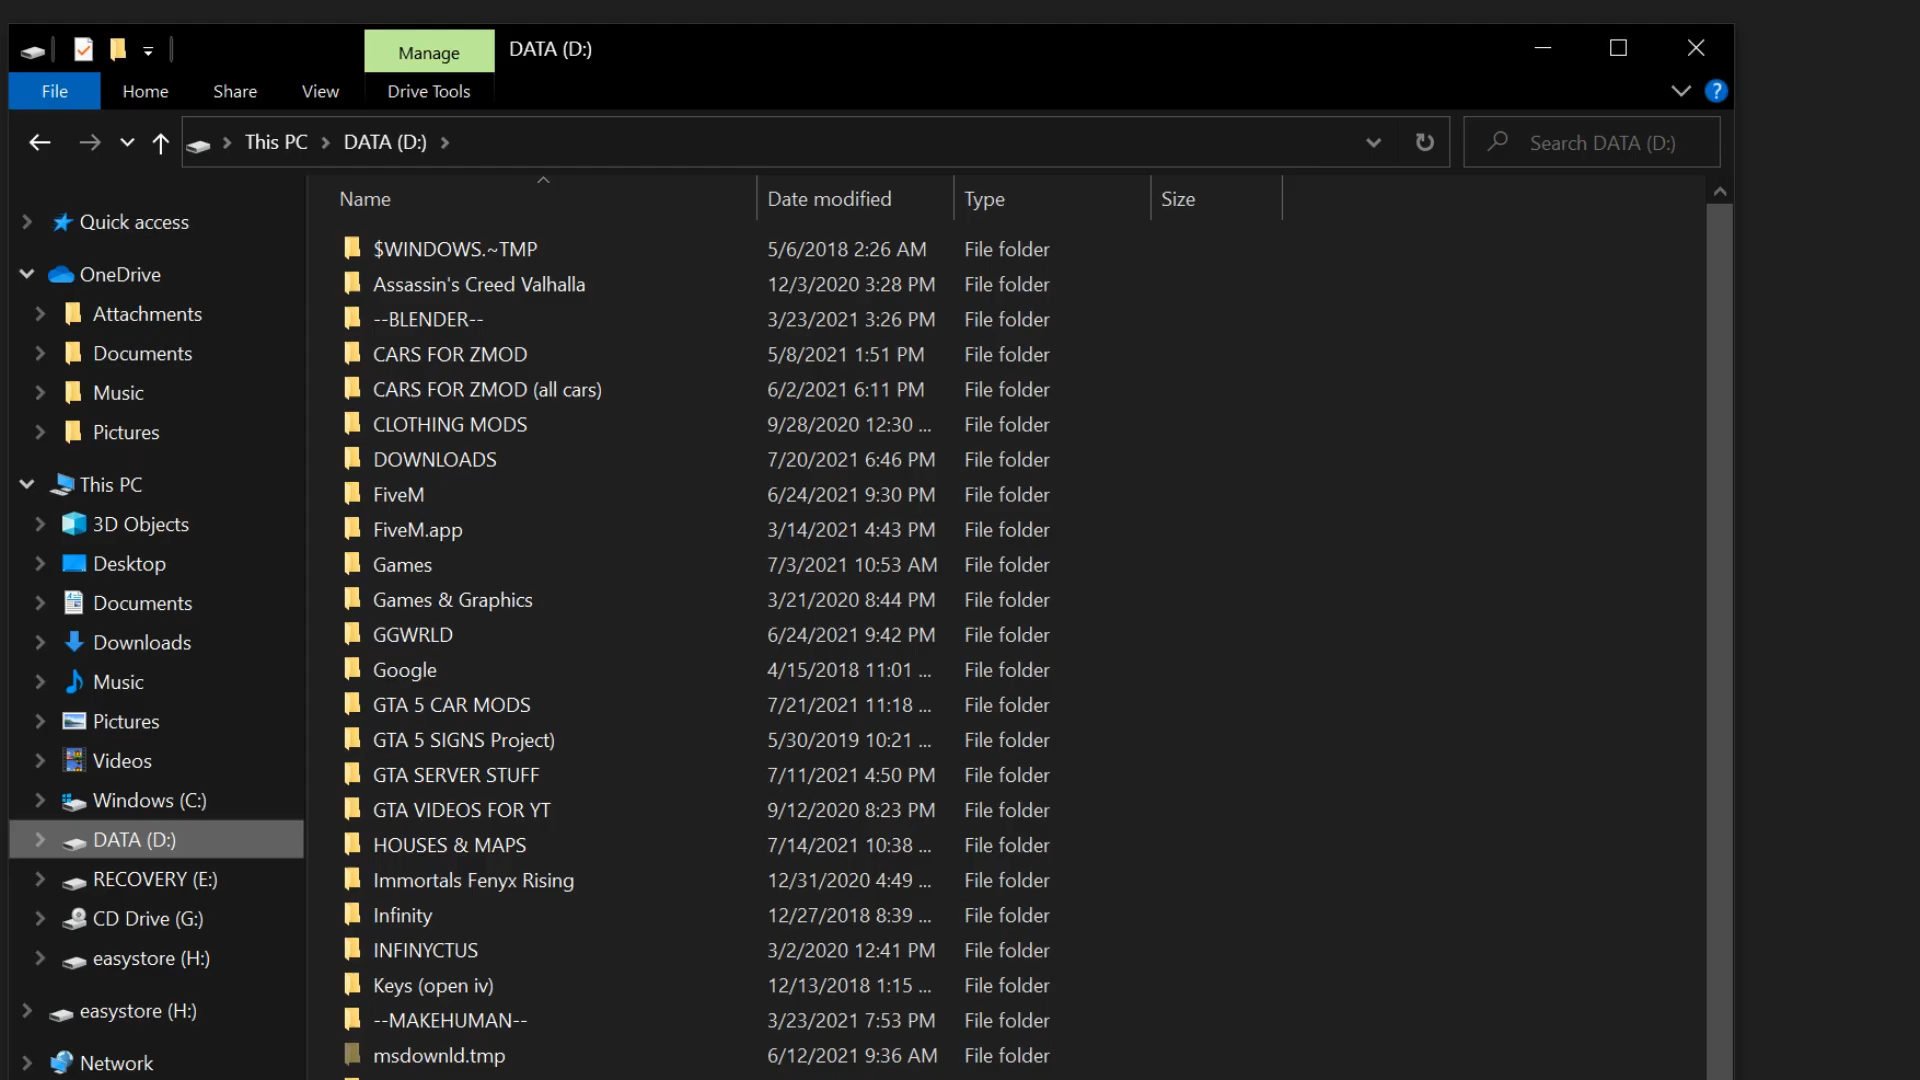 Manage
DATA (D:)
File
Home
Share
View
Drive Tools
?
This PC
DATA (D:)
Search DATA (D:)
Name
Date modified
Type
Size
Quick access
OneDrive
Attachments
Documents
Music
Pictures
This PC
3D Objects
Desktop
Documents
Downloads
Music
Pictures
Videos
Windows (C:)
DATA (D:)
RECOVERY (E:)
CD Drive (G:)
easystore (H:)
easystore (H:)
Network
$WINDOWS.~TMP 5/6/2018 2:26 AM File folder
Assassin's Creed Valhalla 12/3/2020 3:28 PM File folder
--BLENDER-- 3/23/2021 3:26 PM File folder
CARS FOR ZMOD 5/8/2021 1:51 PM File folder
CARS FOR ZMOD (all cars) 6/2/2021 6:11 PM File folder
CLOTHING MODS 9/28/2020 12:30 ... File folder
DOWNLOADS 7/20/2021 6:46 PM File folder
FiveM 6/24/2021 9:30 PM File folder
FiveM.app 3/14/2021 4:43 PM File folder
Games 7/3/2021 10:53 AM File folder
Games & Graphics 3/21/2020 8:44 PM File folder
GGWRLD 6/24/2021 9:42 PM File folder
Google 4/15/2018 11:01 ... File folder
GTA 5 CAR MODS 7/21/2021 11:18 ... File folder
GTA 5 SIGNS Project) 5/30/2019 10:21 ... File folder
GTA SERVER STUFF 7/11/2021 4:50 PM File folder
GTA VIDEOS FOR YT 9/12/2020 8:23 PM File folder
HOUSES & MAPS 7/14/2021 10:38 ... File folder
Immortals Fenyx Rising 12/31/2020 4:49 ... File folder
Infinity 12/27/2018 8:39 ... File folder
INFINYCTUS 3/2/2020 12:41 PM File folder
Keys (open iv) 12/13/2018 1:15 ... File folder
--MAKEHUMAN-- 3/23/2021 7:53 PM File folder
msdownld.tmp 6/12/2021 9:36 AM File folder